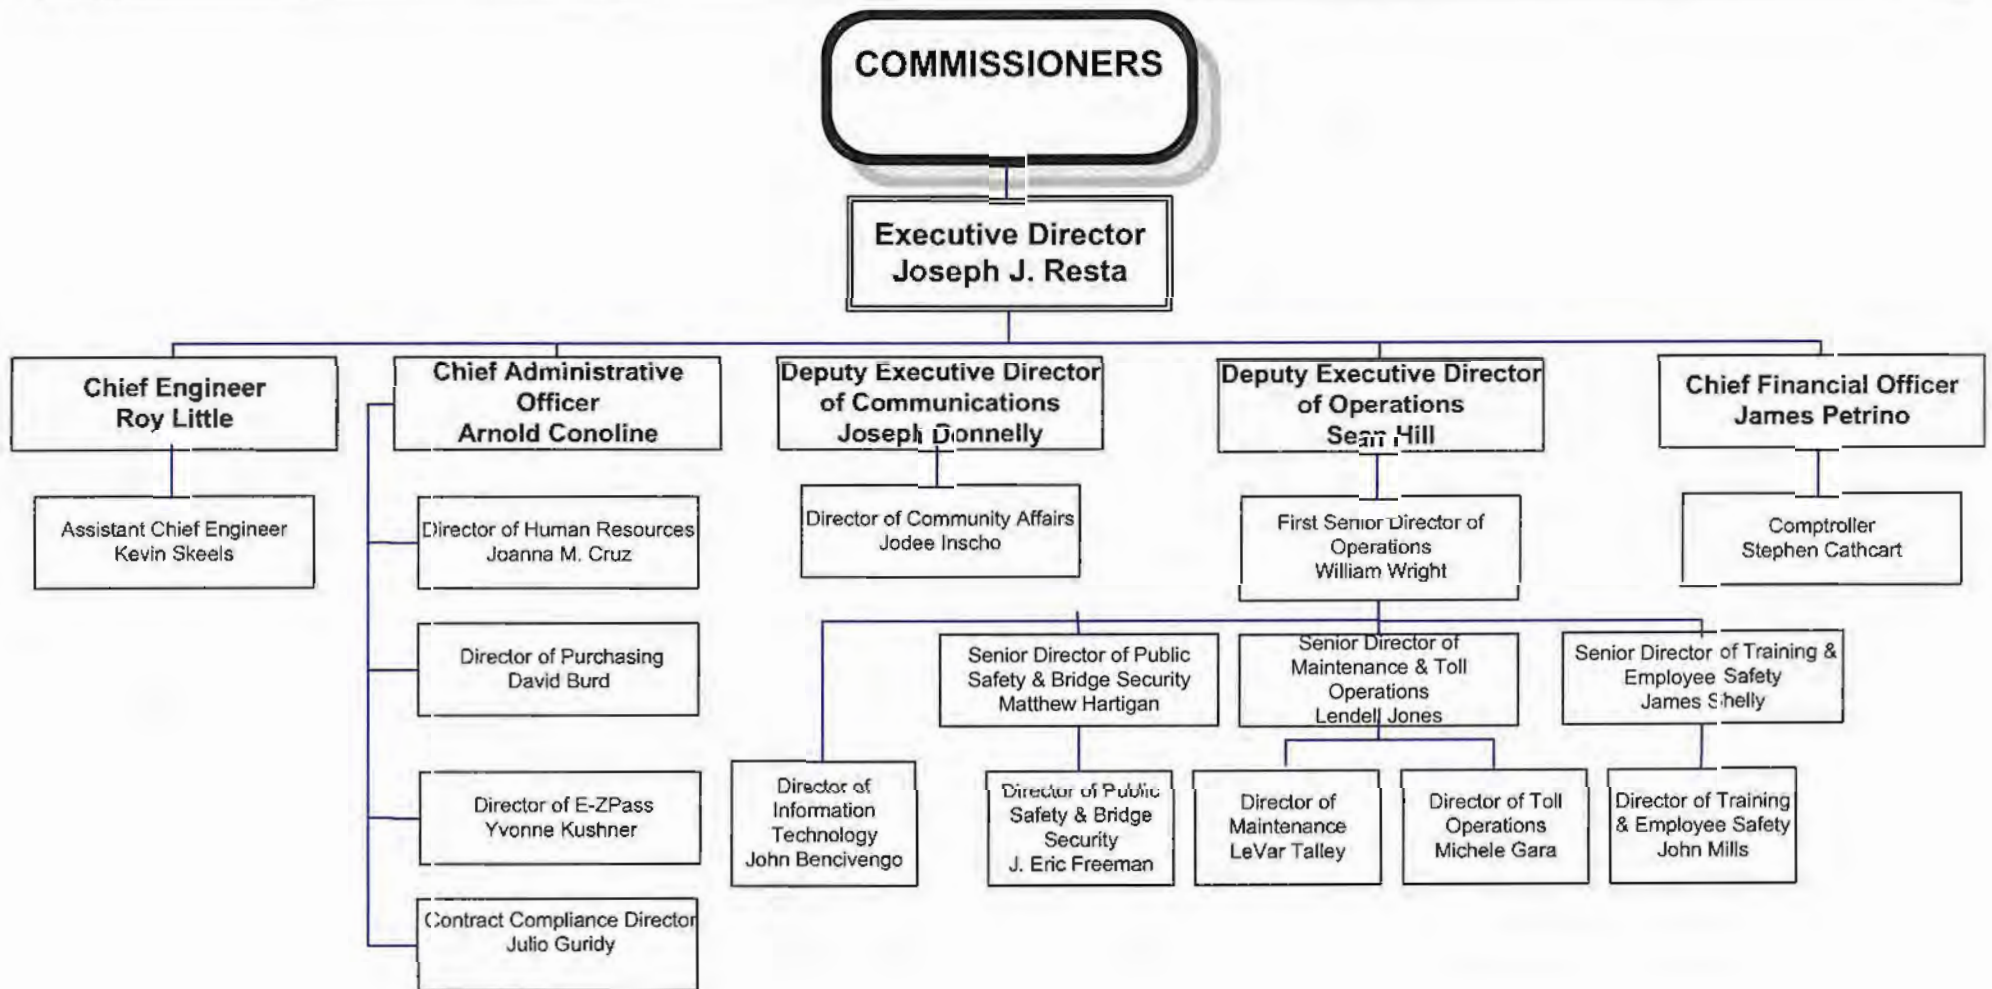 COMMISSIONERS
Executive Director
Joseph J. Resta
Chief Engineer
Roy Little
Chief Administrative
Officer
Arnold Conoline
Deputy Executive Director
of Communications
Joseph Donnelly
Deputy Executive Director
of Operations
Sean Hill
Chief Financial Officer
James Petrino
Assistant Chief Engineer
Kevin Skeels
Director of Human Resources
Joanna M. Cruz
Director of Community Affairs
Jodee Inscho
First Senior Director of
Operations
William Wright
Comptroller
Stephen Cathcart
Director of Purchasing
David Burd
Senior Director of Public
Safety & Bridge Security
Matthew Hartigan
Senior Director of
Maintenance & Toll
Operations
Lendell Jones
Senior Director of Training &
Employee Safety
James Shelly
Director of E-ZPass
Yvonne Kushner
Director of
Information
Technology
John Bencivengo
Director of Public
Safety & Bridge
Security
J. Eric Freeman
Director of
Maintenance
LeVar Talley
Director of Toll
Operations
Michele Gara
Director of Training
& Employee Safety
John Mills
Contract Compliance Director
Julio Guridy